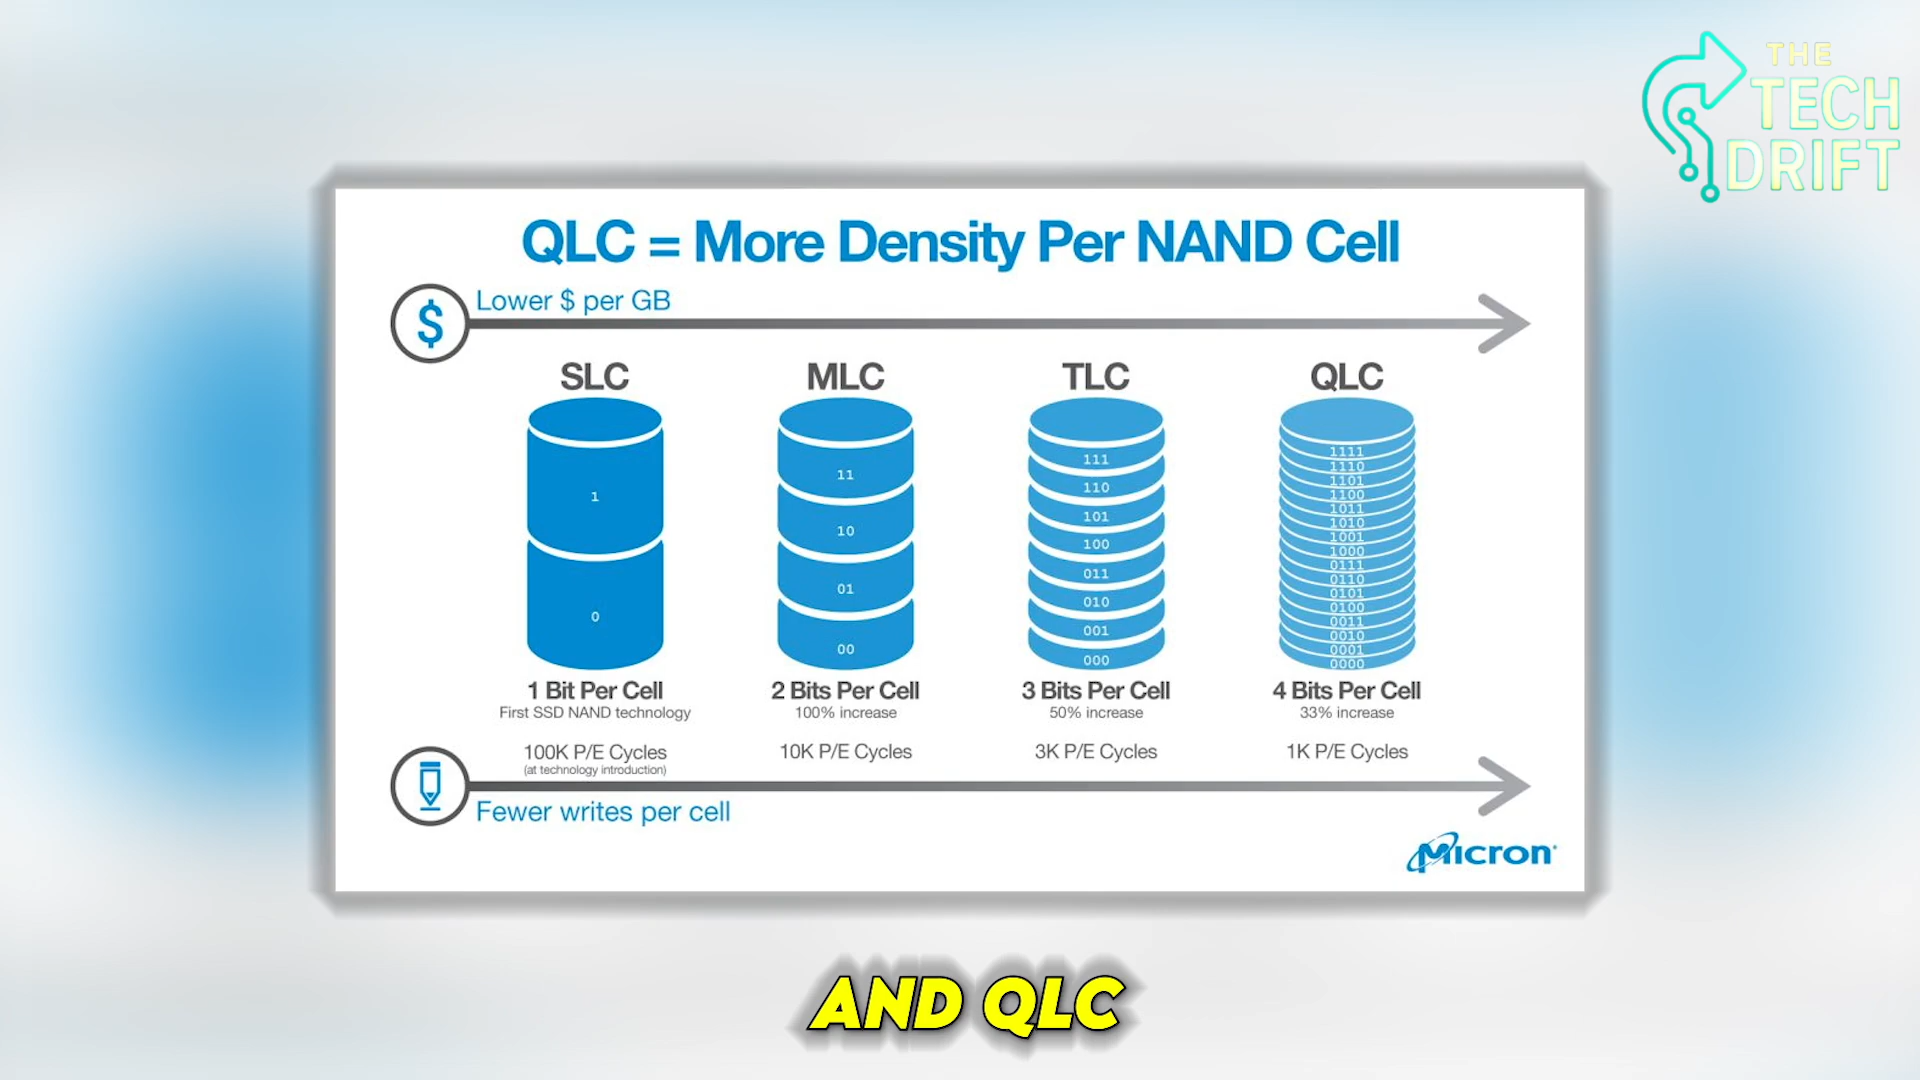 THE
TECH
DRIFT
QLC = More Density Per NAND Cell
$
Lower $ per GB
SLC
MLC
TLC
QLC
1
0
11
10
01
00
111
110
101
100
011
010
001
000
1111
1110
1101
1100
1011
1010
1001
1000
0111
0110
0101
0100
0011
0010
0001
0000
1 Bit Per Cell
First SSD NAND technology
100K P/E Cycles
(at technology introduction)
2 Bits Per Cell
100% increase
10K P/E Cycles
3 Bits Per Cell
50% increase
3K P/E Cycles
4 Bits Per Cell
33% increase
1K P/E Cycles
Fewer writes per cell
Micron
AND QLC